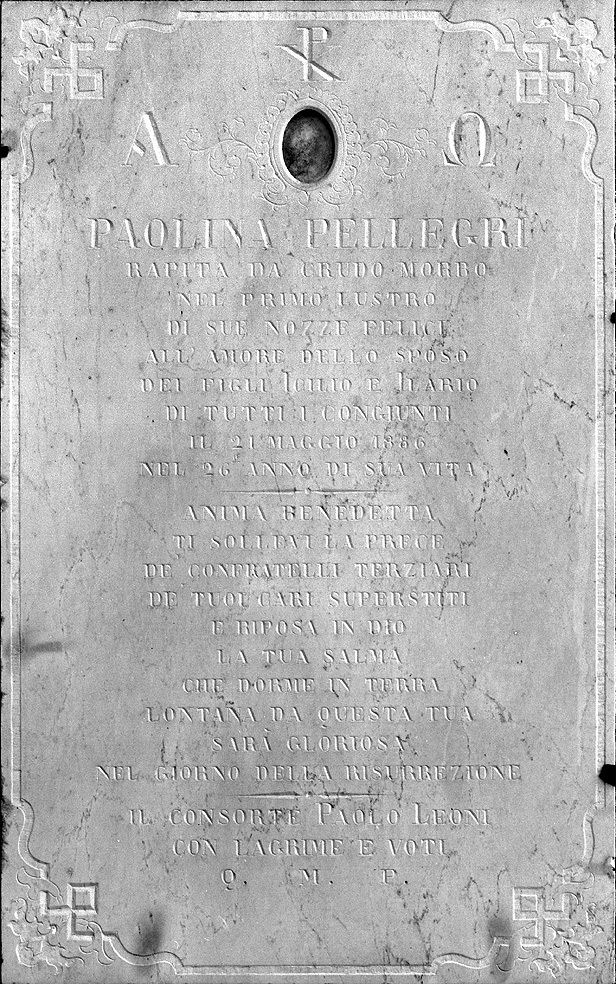 ☧
Α Ω
PAOLINA PELLEGRI
RAPITA DA CRUDO MORBO
NEL PRIMO LUSTRO
DI SUE NOZZE FELICI
ALL' AMORE DELLO SPOSO
DEI FIGLI ICILIO E ILARIO
DI TUTTI I CONGIUNTI
IL 21 MAGGIO 1886
NEL 26° ANNO DI SUA VITA
ANIMA BENEDETTA
TI SOLLEVI LA PRECE
DE' CONFRATELLI TERZIARI
DE' TUOI CARI SUPERSTITI
E RIPOSA IN DIO
LA TUA SALMA
CHE DORME IN TERRA
LONTANA DA QUESTA TUA
SARÀ GLORIOSA
NEL GIORNO DELLA RISURREZIONE
IL CONSORTE PAOLO LEONI
CON LAGRIME E VOTI
Q. M. P.